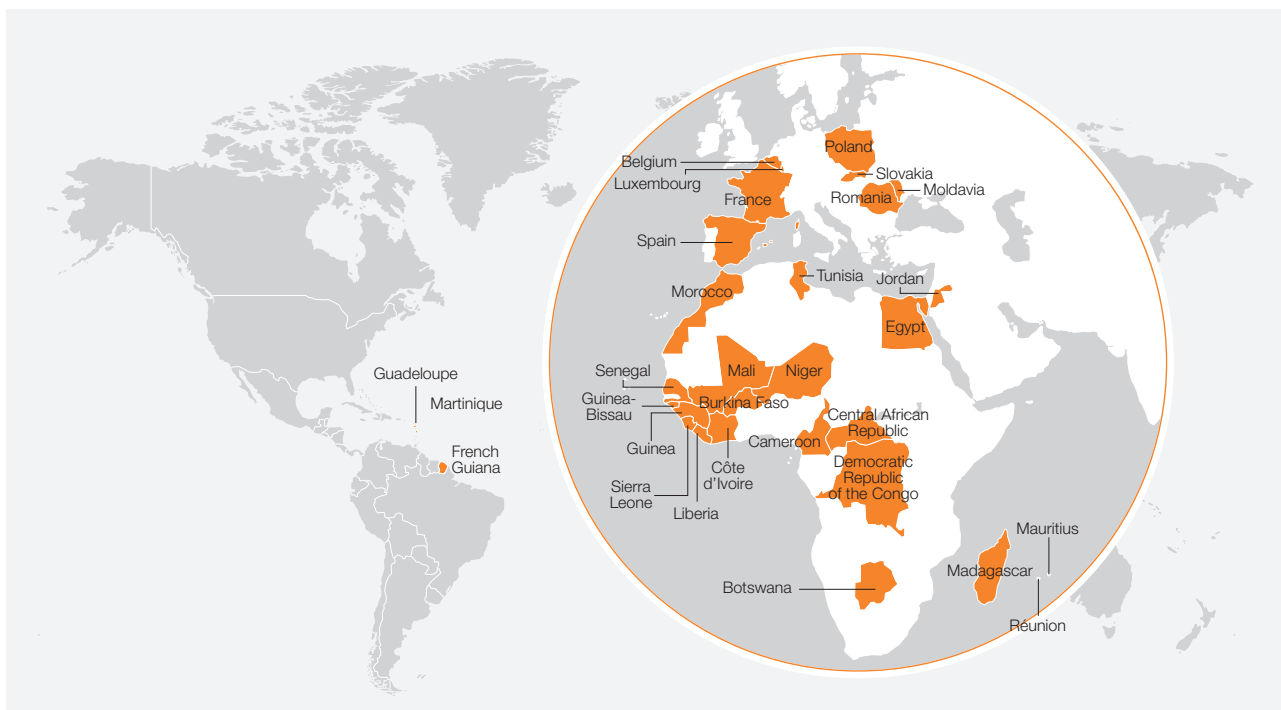 Guadeloupe
Martinique
French
Guiana
Belgium
Luxembourg
France
Spain
Poland
Slovakia
Moldavia
Romania
Morocco
Tunisia
Jordan
Egypt
Senegal
Guinea-
Bissau
Guinea
Sierra
Leone
Liberia
Mali
Niger
Burkina Faso
Côte
d’Ivoire
Cameroon
Central African
Republic
Democratic
Republic
of the Congo
Botswana
Madagascar
Mauritius
Réunion